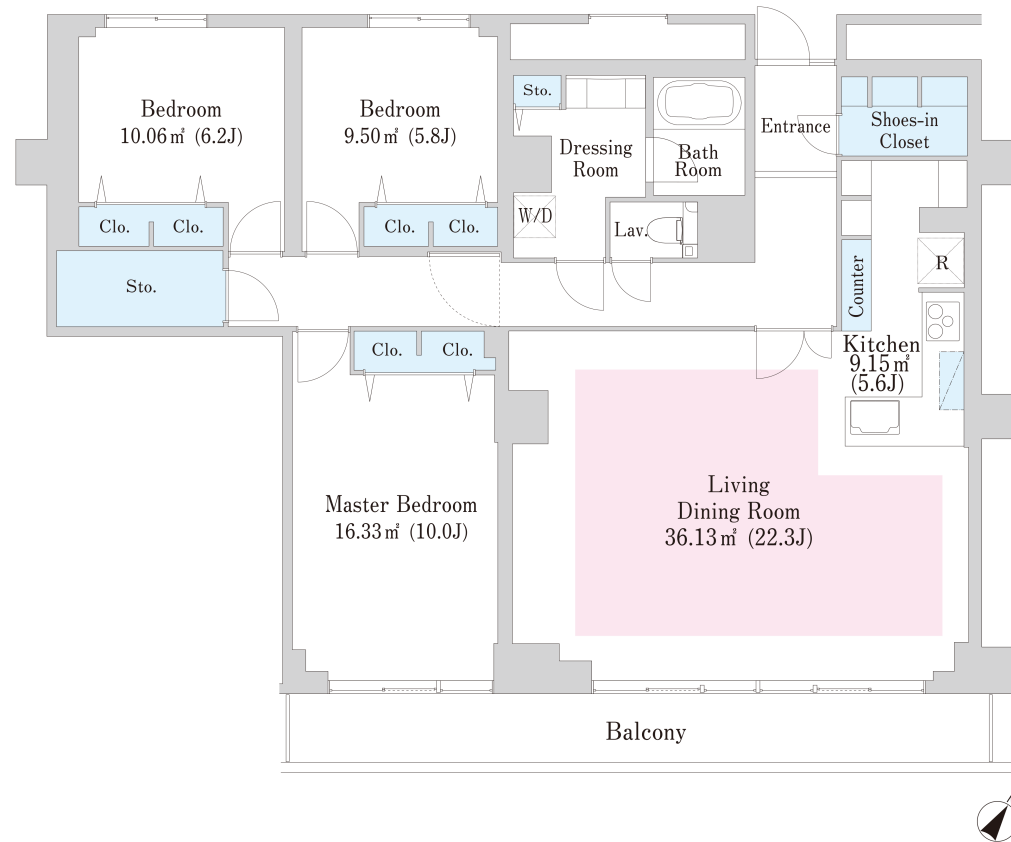 Bedroom
10.06㎡ (6.2J)
Bedroom
9.50㎡ (5.8J)
Sto.
Dressing
Room
Bath
Room
Entrance
Shoes-in
Closet
Clo.
Clo.
Clo.
Clo.
W/D
Lav.
Sto.
Counter
R
Clo.
Clo.
Kitchen
9.15㎡
(5.6J)
Master Bedroom
16.33㎡ (10.0J)
Living
Dining Room
36.13㎡ (22.3J)
Balcony